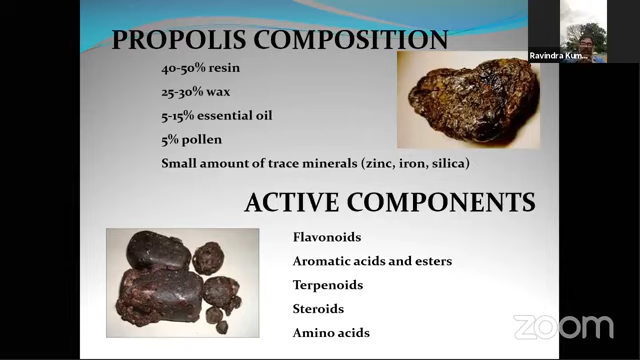 PROPOLIS COMPOSITION
40-50% resin
25-30% wax
5-15% essential oil
5% pollen
Small amount of trace minerals (zinc, iron, silica)
ACTIVE COMPONENTS
Flavonoids
Aromatic acids and esters
Terpenoids
Steroids
Amino acids
Ravindra Kum...
zoom